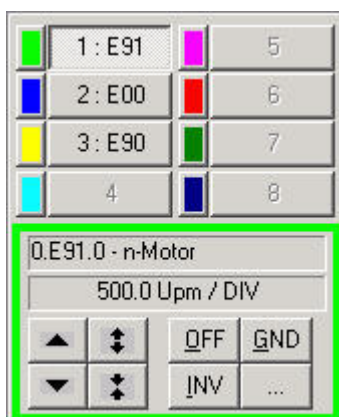 1 : E91 5
2 : E00 6
3 : E90 7
4 8
0.E91.0 - n-Motor
500.0 Upm / DIV
OFF GND
INV ...